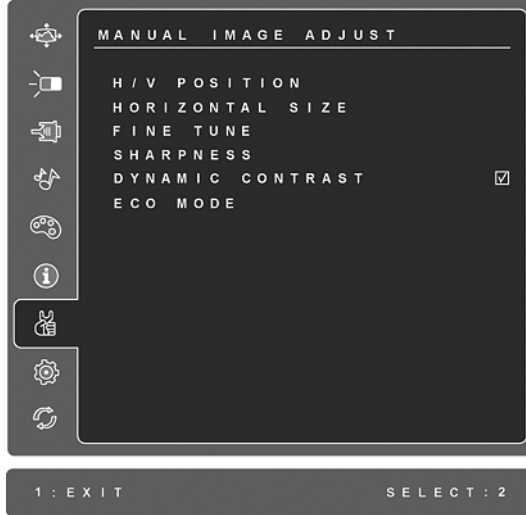 MANUAL IMAGE ADJUST
H/V POSITION
HORIZONTAL SIZE
FINE TUNE
SHARPNESS
DYNAMIC CONTRAST
ECO MODE
1:EXIT SELECT:2